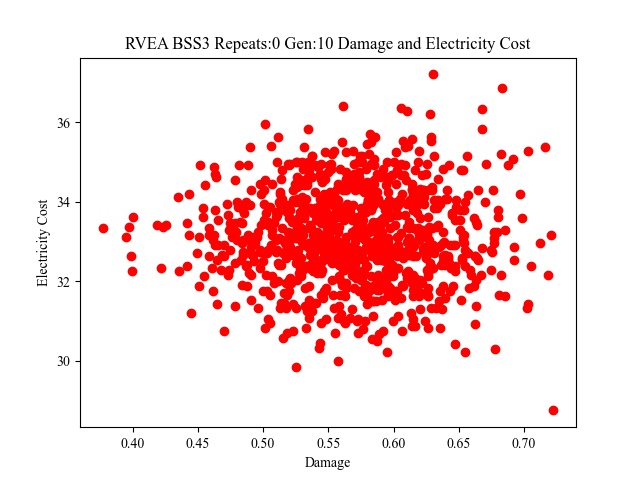 RVEA BSS3 Repeats:0 Gen:10 Damage and Electricity Cost
Electricity Cost
36
34
32
30
0.40 0.45 0.50 0.55 0.60 0.65 0.70
Damage